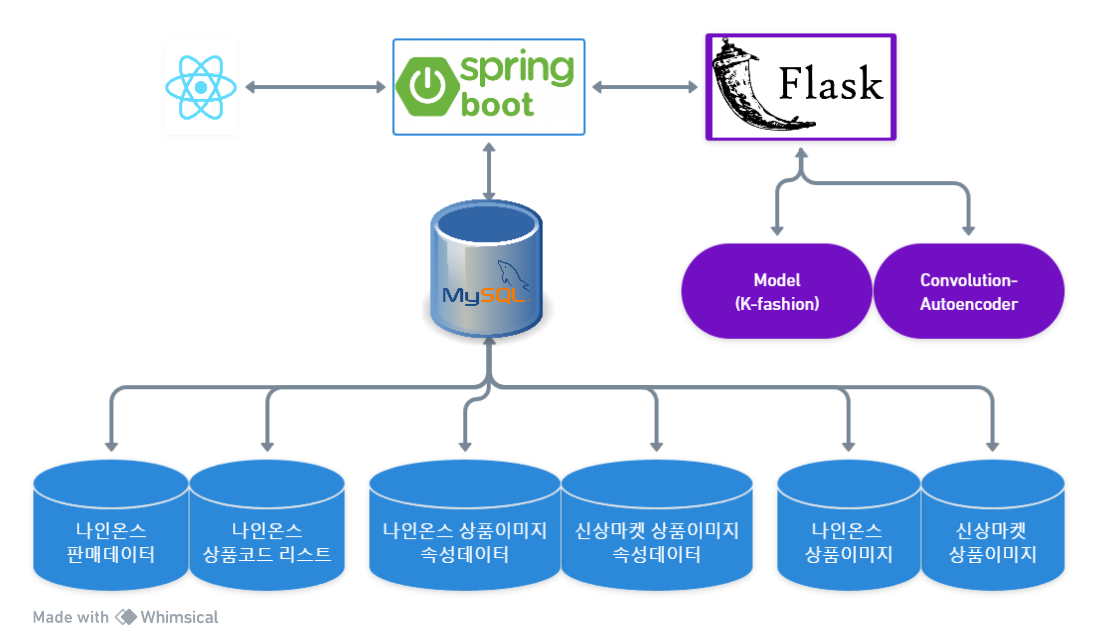 spring
boot
Flask
MySQL
Model
(K-fashion)
Convolution-
Autoencoder
나인온스
판매데이터
나인온스
상품코드 리스트
나인온스 상품이미지
속성데이터
신상마켓 상품이미지
속성데이터
나인온스
상품이미지
신상마켓
상품이미지
Made with Whimsical